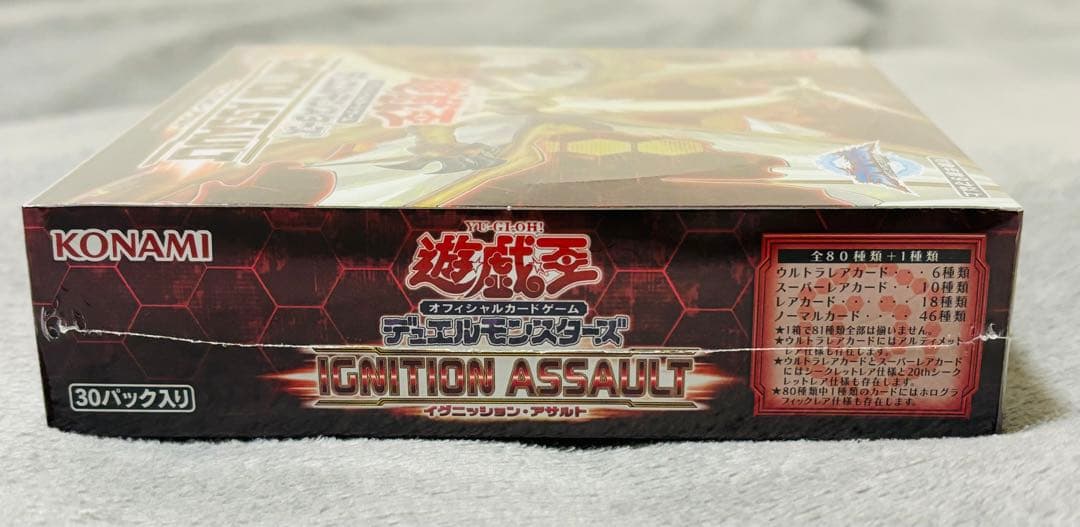 KONAMI
YU-GI-OH!
遊戯王
オフィシャルカードゲーム
デュエルモンスターズ
IGNITION ASSAULT
イグニッション・アサルト
30パック入り
全80種類+1種類
ウルトラレアカード・・・6種類
スーパーレアカード・・10種類
レアカード・・・・・18種類
ノーマルカード・・・46種類
★1箱で81種類全部は揃いません。
★ウルトラレアカードにはアルティメット
レア仕様も存在します。
★ウルトラレアカードとスーパーレアカード
にはシークレットレア仕様と20thシーク
レットレア仕様も存在します。
★80種類中1種類のカードにはホログラ
フィックレア仕様も存在します。